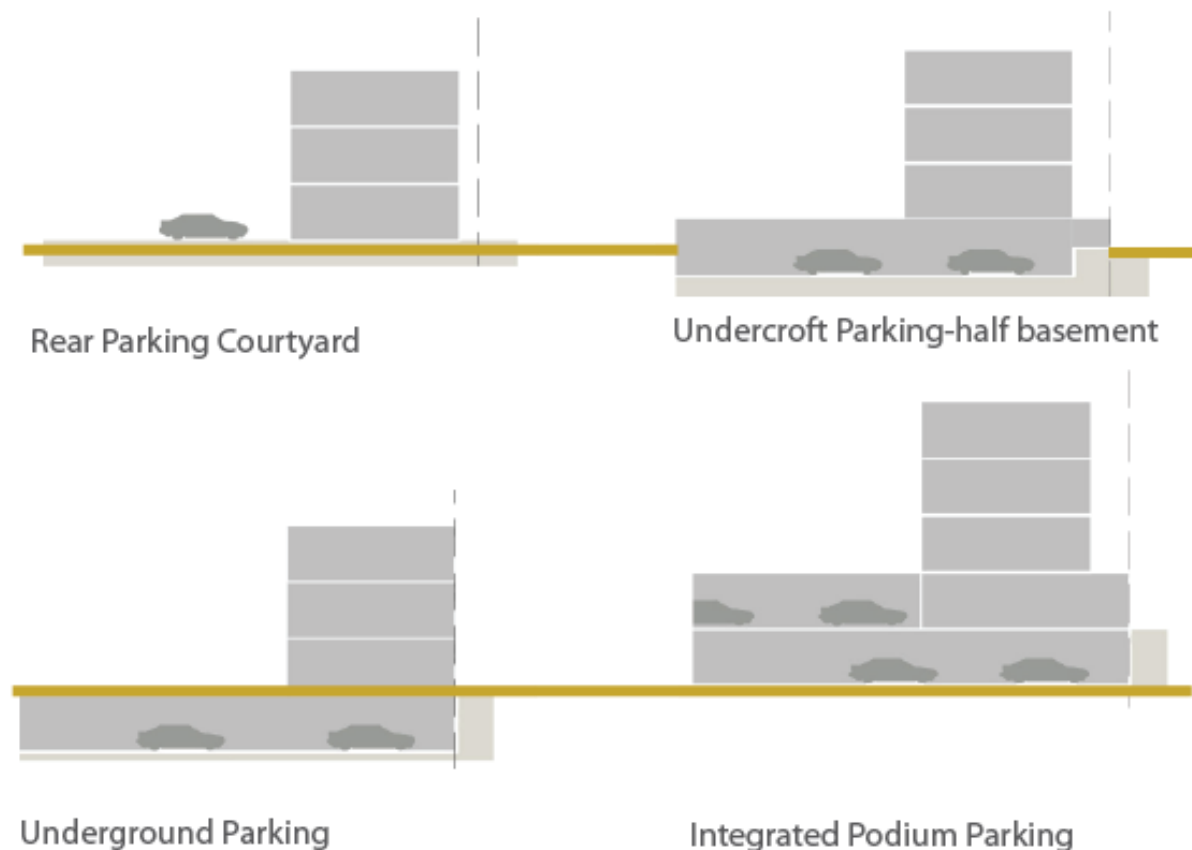 Rear Parking Courtyard
Undercroft Parking-half basement
Underground Parking
Integrated Podium Parking